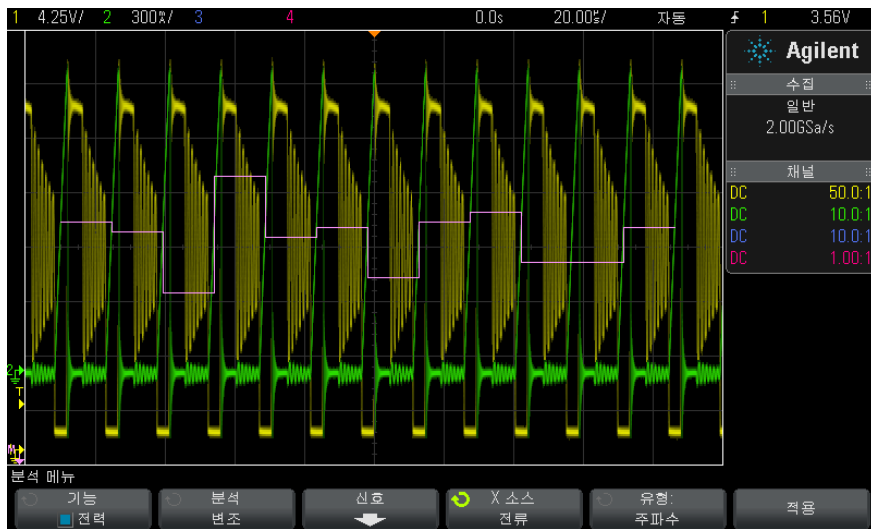 1 4.25V/ 2 300㎷/ 3 4 0.0s 20.00㎲/ 자동 1 3.56V
Agilent
수집
일반
2.00GSa/s
채널
DC 50.0:1
DC 10.0:1
DC 10.0:1
DC 1.00:1
2
T
분석 메뉴
기능 분석 신호 X 소스 유형: 적용
전력 변조 전류 주파수